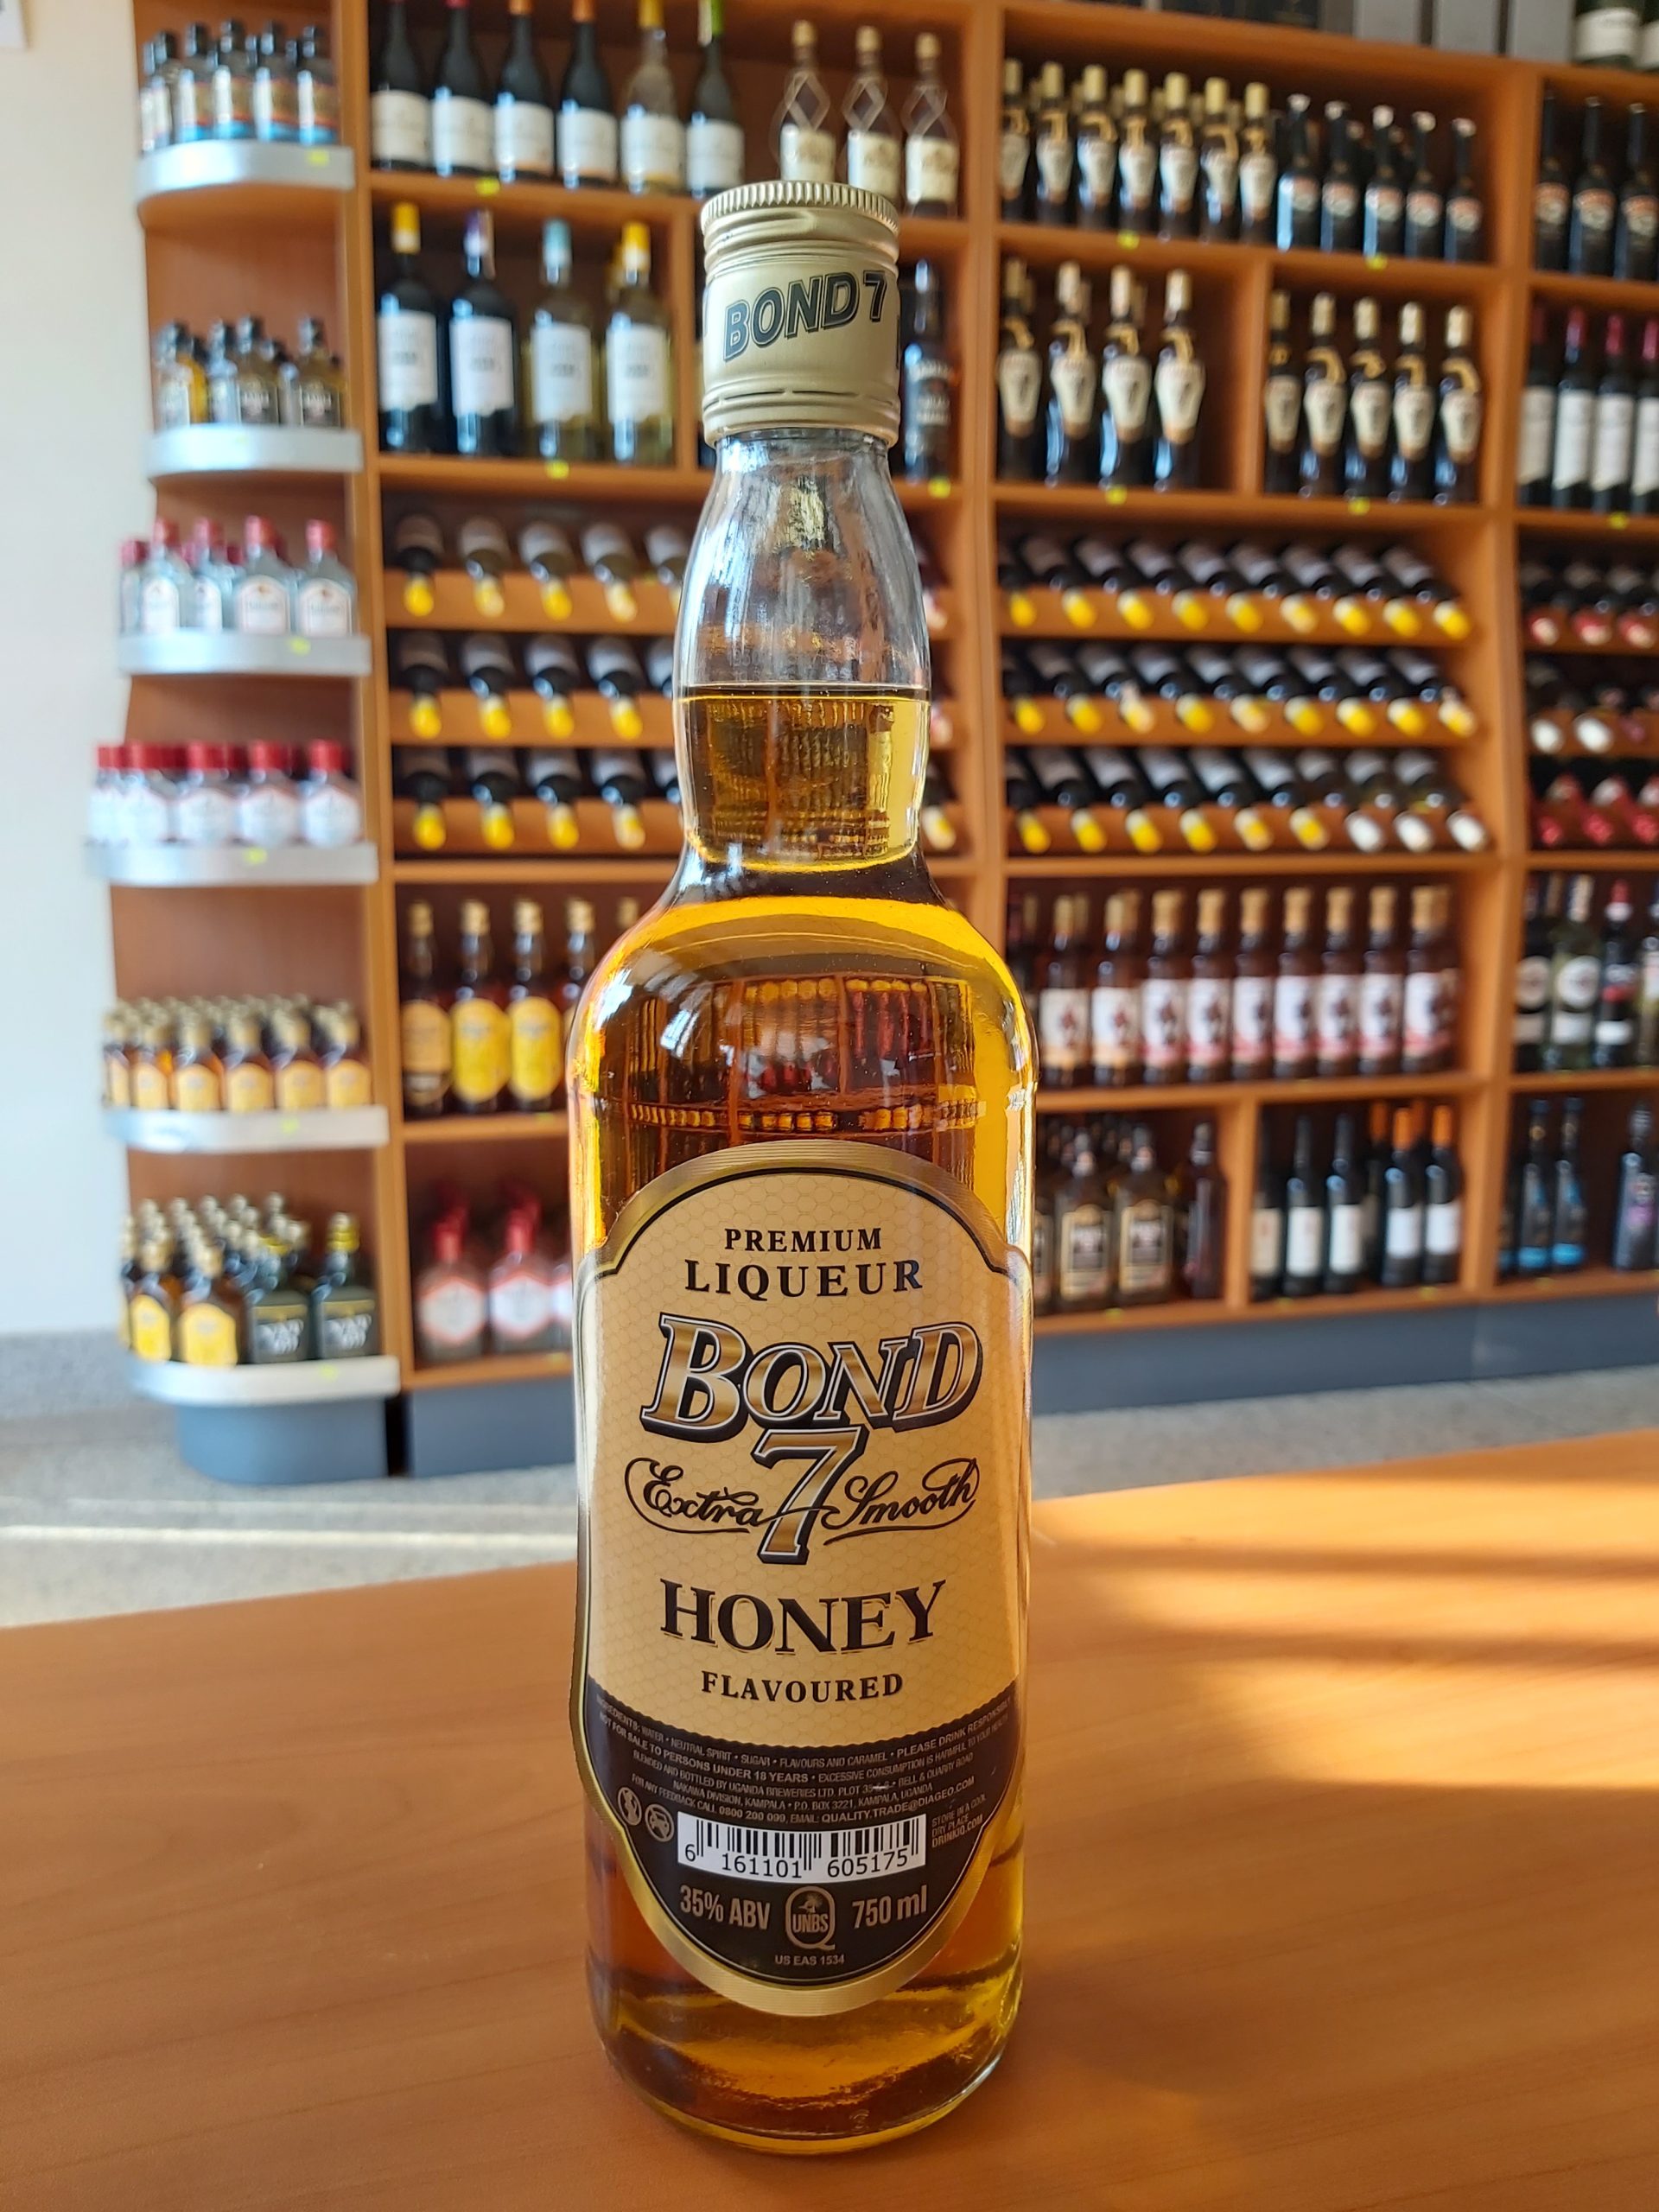 BOND 7
PREMIUM
LIQUEUR
BOND
7
Extra Smooth
HONEY
FLAVOURED
INGREDIENTS: WATER • NEUTRAL SPIRIT • SUGAR • FLAVOURS AND CARAMEL • PLEASE DRINK RESPONSIBLY
NOT FOR SALE TO PERSONS UNDER 18 YEARS • EXCESSIVE CONSUMPTION IS HARMFUL TO YOUR HEALTH
BLENDED AND BOTTLED BY UGANDA BREWERIES LTD. PLOT • BELL & QUARRY ROAD
NAKAWA DIVISION, KAMPALA • P.O. BOX 3221, KAMPALA, UGANDA
FOR ANY FEEDBACK CALL 0800 200 099, EMAIL: QUALITY.TRADE@DIAGEO.COM
STORE IN A COOL
DRY PLACE
DRINKIQ.COM
6 161101 605175
35% ABV
UNBS
750 ml
US EAS 1534